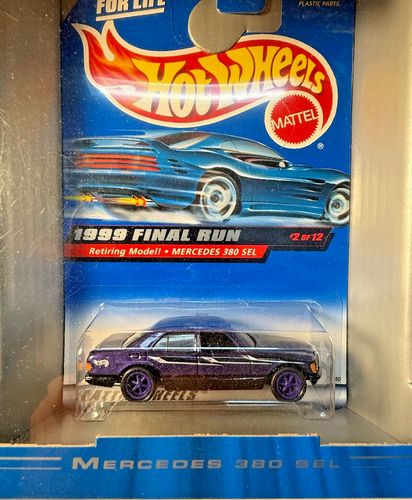 FOR LIFE
PLASTIC PARTS.
Hot Wheels
MATTEL
®
1999 FINAL RUN
#2 OF 12
Retiring Model! • MERCEDES 380 SEL
WHEELS
MERCEDES 380 SEL